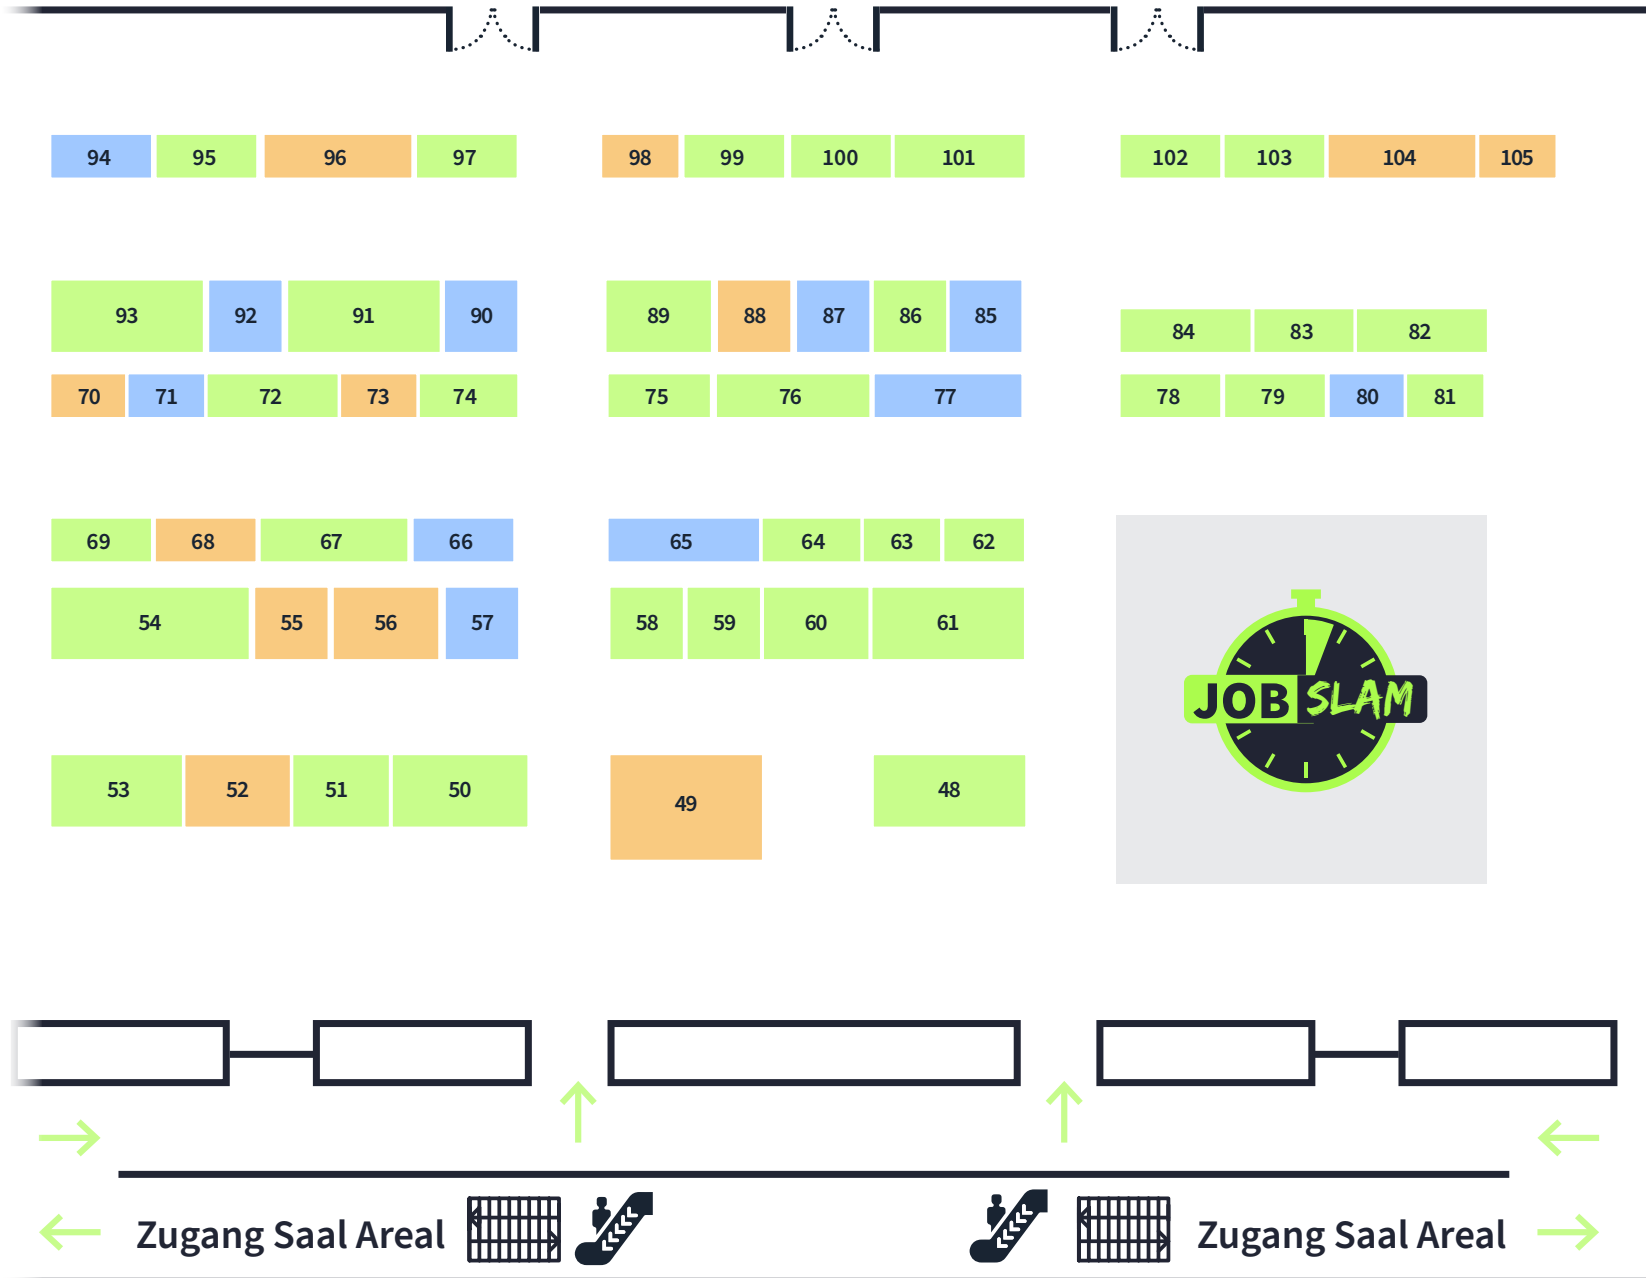 94 95 96 97 98 99 100 101 102 103 104 105
93 92 91 90 89 88 87 86 85
84 83 82
70 71 72 73 74 75 76 77 78 79 80 81
69 68 67 66 65 64 63 62
54 55 56 57 58 59 60 61
JOB SLAM
53 52 51 50 49 48
Zugang Saal Areal Zugang Saal Areal